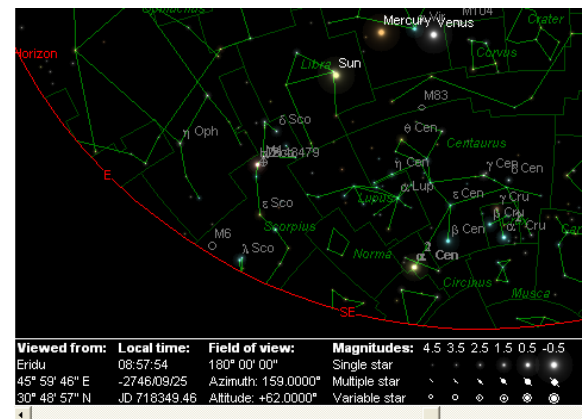 Ophiuchus
M104
Mercury Vir Venus
Crater
Horizon
Libra
Sun
Corvus
M83
δ Sco
η Oph
θ Cen
Centaurus
η Cen
γ Cen δ Cen
E
α Lup
ε Cen
γ Cru
ε Sco
Lupus
β Cru
Scorpius
β Cen
α Cru
M6
λ Sco
Norma
α2 Cen
Circinus
Musca
SE
Viewed from: Local time: Field of view: Magnitudes: 4.5 3.5 2.5 1.5 0.5 -0.5
Eridu 08:57:54 180° 00' 00" Single star
45° 59' 46" E -2746/09/25 Azimuth: 159.0000° Multiple star
30° 48' 57" N JD 718349.46 Altitude: +62.0000° Variable star